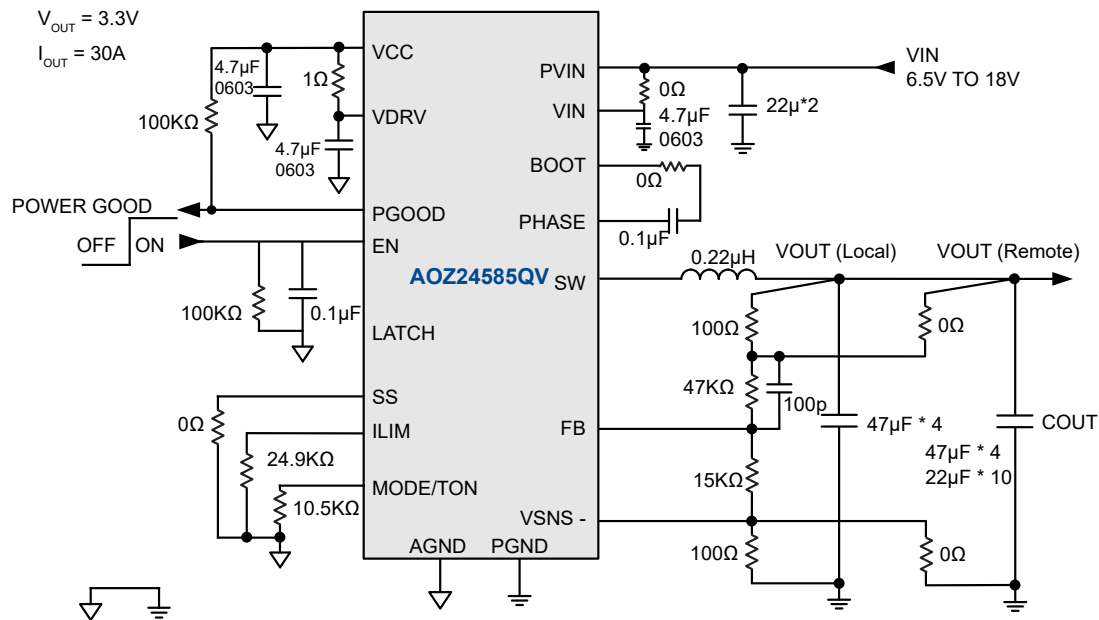 V_OUT = 3.3V
I_OUT = 30A
4.7µF
0603
1Ω
100KΩ
4.7µF
0603
VCC
VDRV
PVIN
VIN
VIN
6.5V TO 18V
0Ω
22µ*2
4.7µF
0603
BOOT
0Ω
POWER GOOD
PGOOD
PHASE
0.1µF
OFF
ON
EN
AOZ24585QV
SW
0.22µH
VOUT (Local)
VOUT (Remote)
100KΩ
0.1µF
LATCH
100Ω
0Ω
47KΩ
100p
SS
0Ω
ILIM
FB
47µF * 4
COUT
47µF * 4
22µF * 10
24.9KΩ
MODE/TON
10.5KΩ
15KΩ
VSNS -
100Ω
0Ω
AGND
PGND